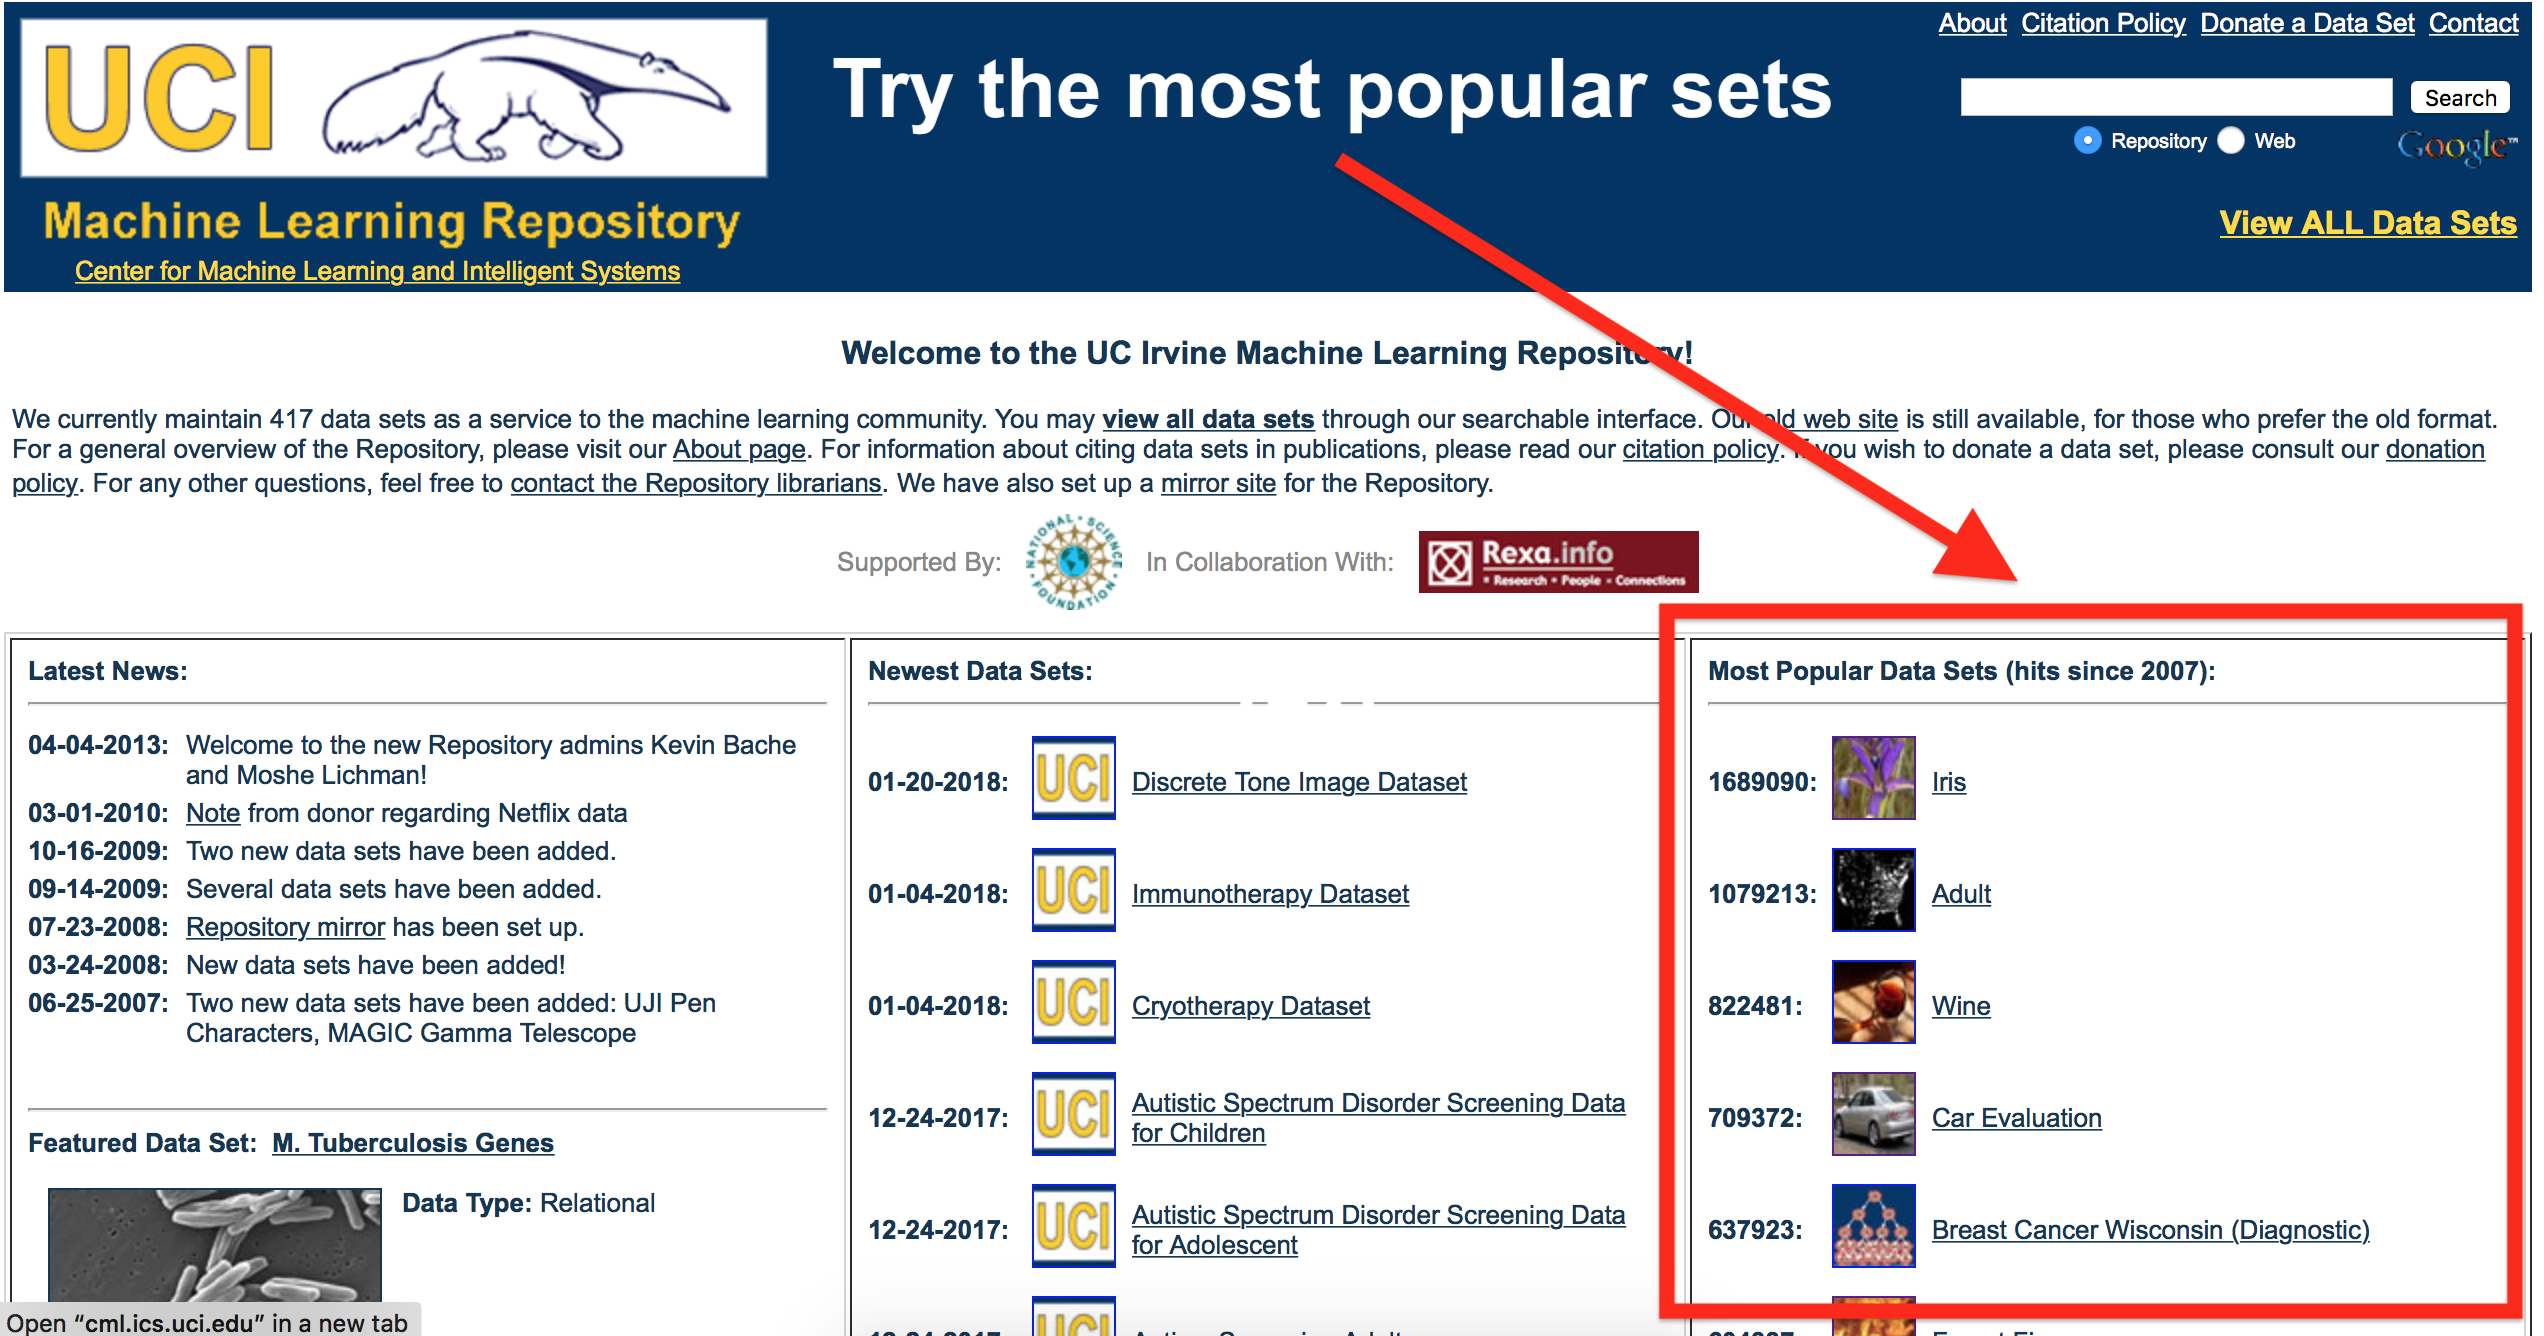 About Citation Policy Donate a Data Set Contact
UCI
Try the most popular sets
Search
Repository Web
Google™
Machine Learning Repository
View ALL Data Sets
Center for Machine Learning and Intelligent Systems
Welcome to the UC Irvine Machine Learning Repository!
We currently maintain 417 data sets as a service to the machine learning community. You may view all data sets through our searchable interface. Our old web site is still available, for those who prefer the old format.
For a general overview of the Repository, please visit our About page. For information about citing data sets in publications, please read our citation policy. If you wish to donate a data set, please consult our donation
policy. For any other questions, feel free to contact the Repository librarians. We have also set up a mirror site for the Repository.
Supported By:
NATIONAL SCIENCE FOUNDATION
In Collaboration With:
Rexa.info
▪ Research ▪ People ▪ Connections
Latest News:
04-04-2013: Welcome to the new Repository admins Kevin Bache
and Moshe Lichman!
03-01-2010: Note from donor regarding Netflix data
10-16-2009: Two new data sets have been added.
09-14-2009: Several data sets have been added.
07-23-2008: Repository mirror has been set up.
03-24-2008: New data sets have been added!
06-25-2007: Two new data sets have been added: UJI Pen
Characters, MAGIC Gamma Telescope
Featured Data Set: M. Tuberculosis Genes
Data Type: Relational
Open “cml.ics.uci.edu” in a new tab
Newest Data Sets:
01-20-2018: UCI Discrete Tone Image Dataset
01-04-2018: UCI Immunotherapy Dataset
01-04-2018: UCI Cryotherapy Dataset
12-24-2017: UCI Autistic Spectrum Disorder Screening Data
for Children
12-24-2017: UCI Autistic Spectrum Disorder Screening Data
for Adolescent
UCI
Most Popular Data Sets (hits since 2007):
1689090: Iris
1079213: Adult
822481: Wine
709372: Car Evaluation
637923: Breast Cancer Wisconsin (Diagnostic)